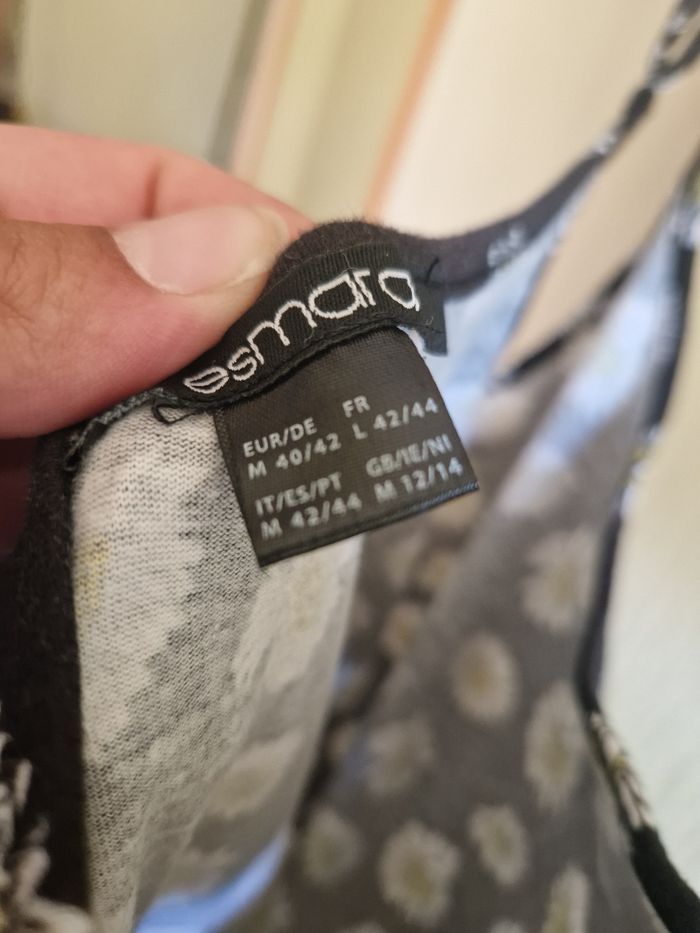 esmara
EUR/DE FR
M 40/42 L 42/44
IT/ES/PT GB/IE/NI
M 42/44 M 12/14